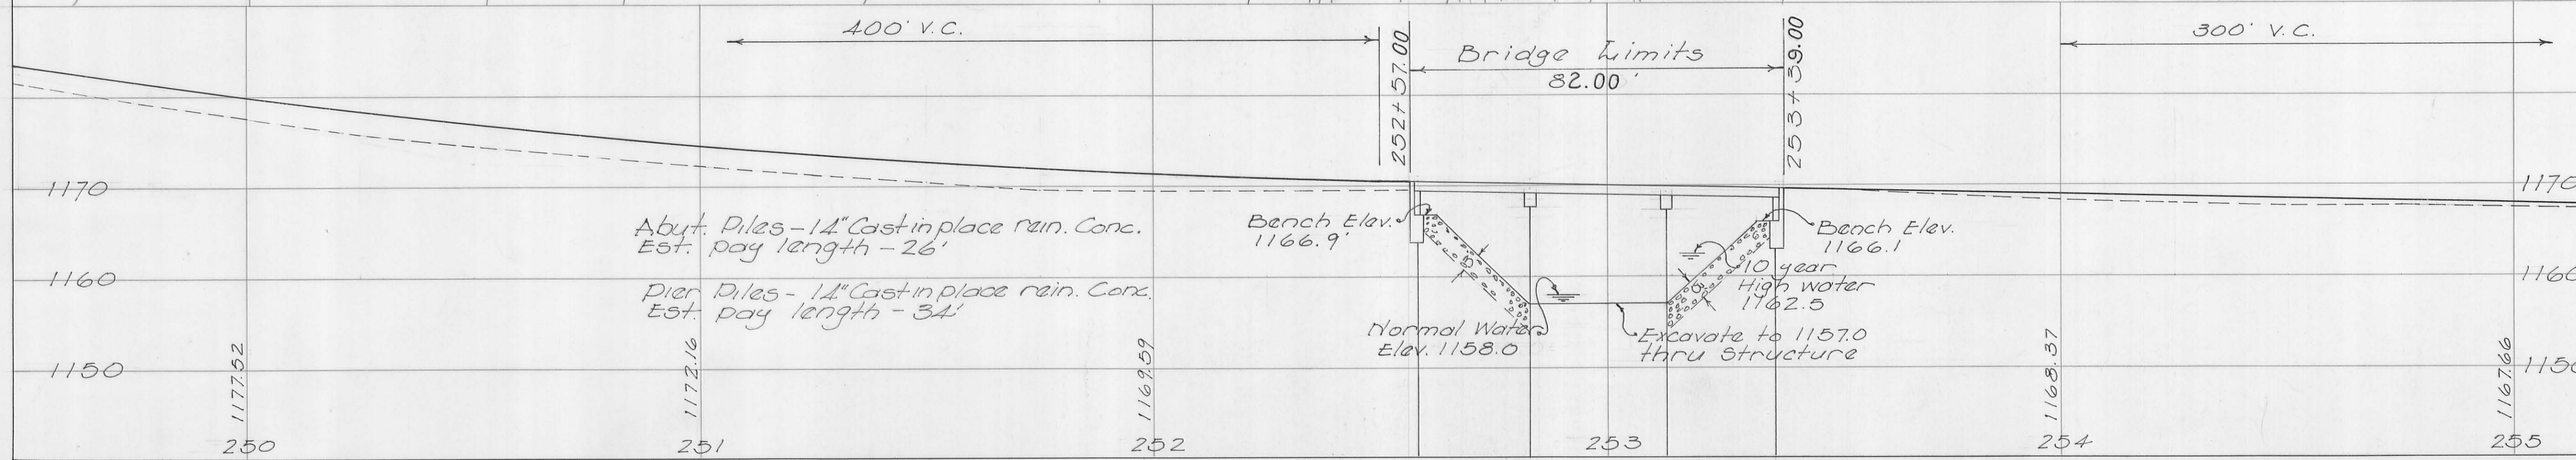 400' V.C.
252+57.00
Bridge Limits
82.00'
253+39.00
300' V.C.
1170
1170
Abut. Piles - 14" Cast in place rein. Conc.
Est. pay length - 26'
Bench Elev.
1166.9'
Bench Elev.
1166.1
1160
10 year
High Water
1162.5
1160
Pier Piles - 14" Cast in place rein. Conc.
Est. pay length - 34'
Normal Water
Elev. 1158.0
Excavate to 1157.0
thru structure
1150
1150
1177.52
1172.16
1169.59
1168.37
1167.66
250
251
252
253
254
255